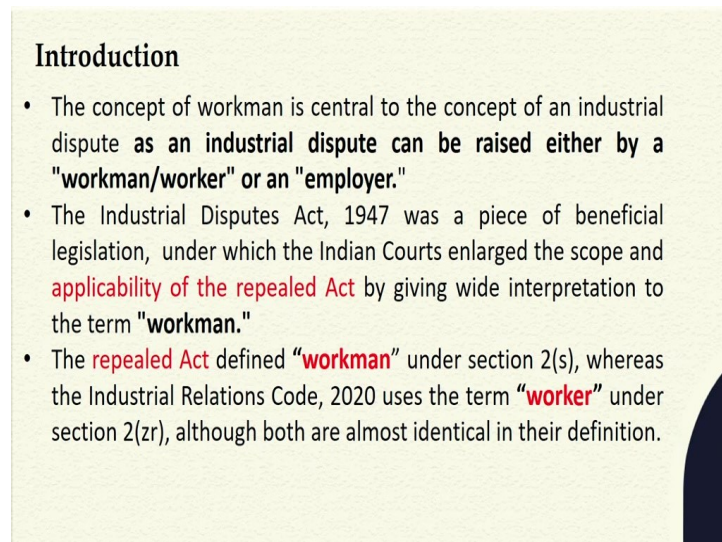 Introduction
• The concept of workman is central to the concept of an industrial
dispute as an industrial dispute can be raised either by a
"workman/worker" or an "employer."
• The Industrial Disputes Act, 1947 was a piece of beneficial
legislation, under which the Indian Courts enlarged the scope and
applicability of the repealed Act by giving wide interpretation to
the term "workman."
• The repealed Act defined “workman” under section 2(s), whereas
the Industrial Relations Code, 2020 uses the term “worker” under
section 2(zr), although both are almost identical in their definition.